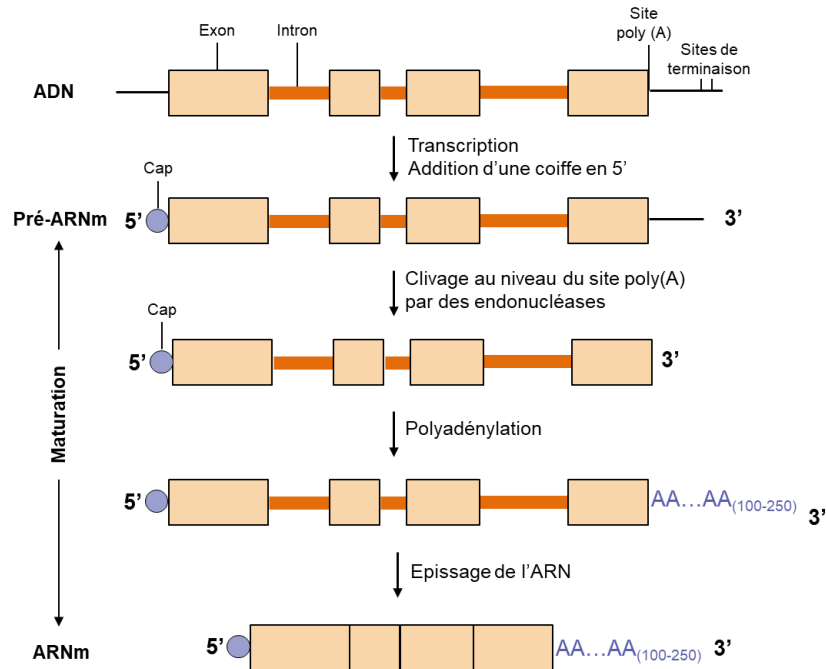 Exon
Intron
Site
poly (A)
Sites de
terminaison
ADN
Transcription
Addition d’une coiffe en 5’
Cap
Pré-ARNm
5’
3’
Clivage au niveau du site poly(A)
par des endonucléases
Cap
5’
3’
Maturation
Polyadénylation
5’
AA…AA(100-250)
3’
Epissage de l’ARN
ARNm
5’
AA…AA(100-250)
3’